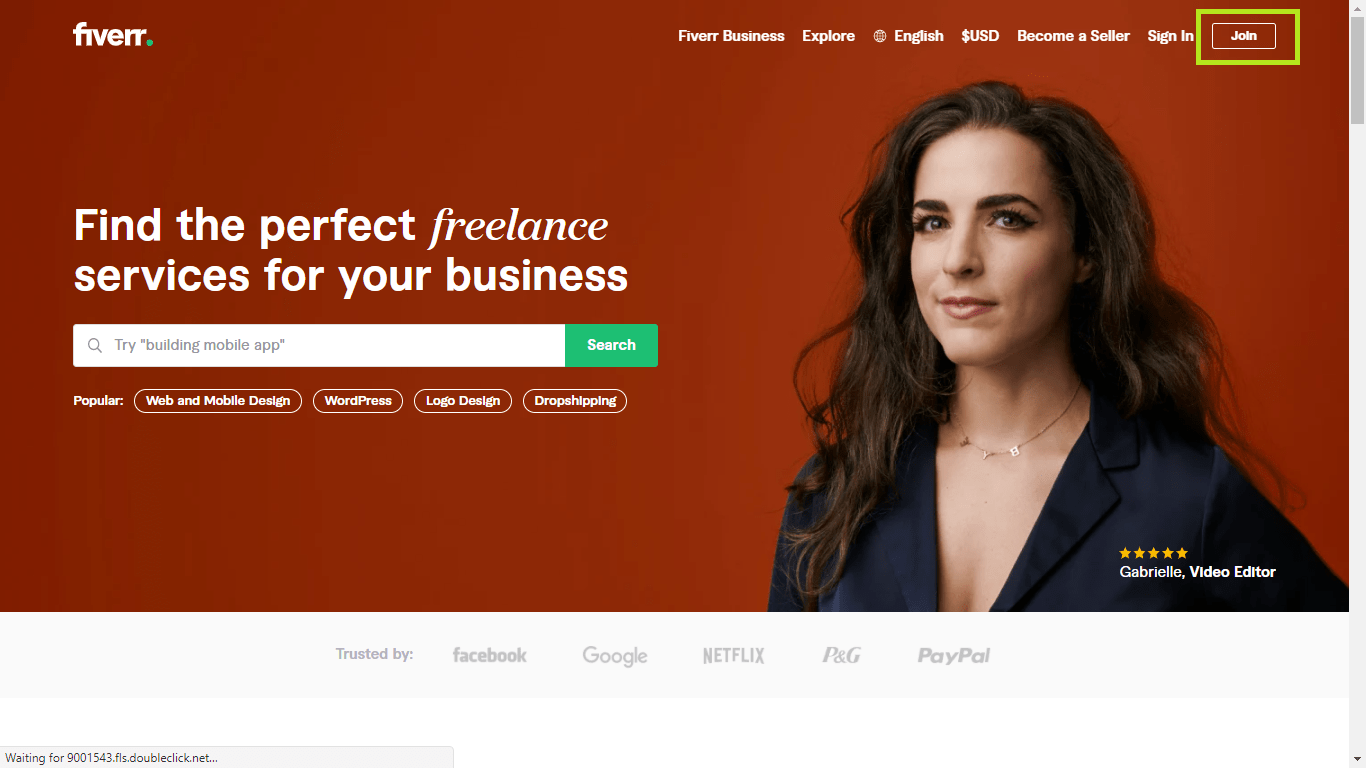 fiverr.
Fiverr Business Explore English $USD Become a Seller Sign In Join
Find the perfect freelance
services for your business
Try "building mobile app" Search
Popular: Web and Mobile Design WordPress Logo Design Dropshipping
Gabrielle, Video Editor
Trusted by: facebook Google NETFLIX P&G PayPal
Waiting for 9001543.fls.doubleclick.net...